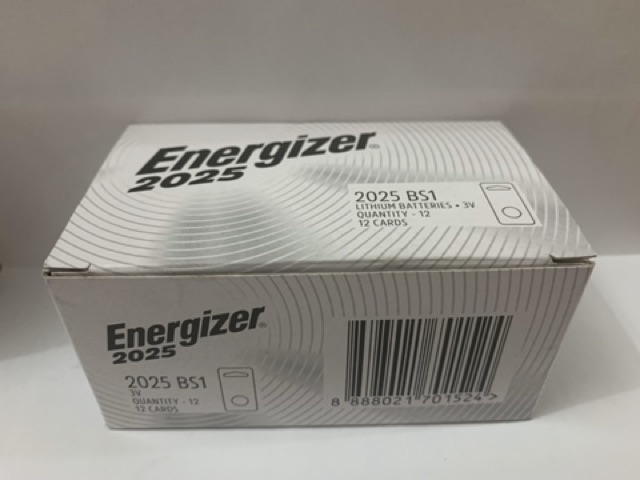 Energizer®
2025
2025 BS1
LITHIUM BATTERIES • 3V
QUANTITY - 12
12 CARDS
Energizer®
2025
2025 BS1
3V
QUANTITY - 12
12 CARDS
8 888021 701524 >